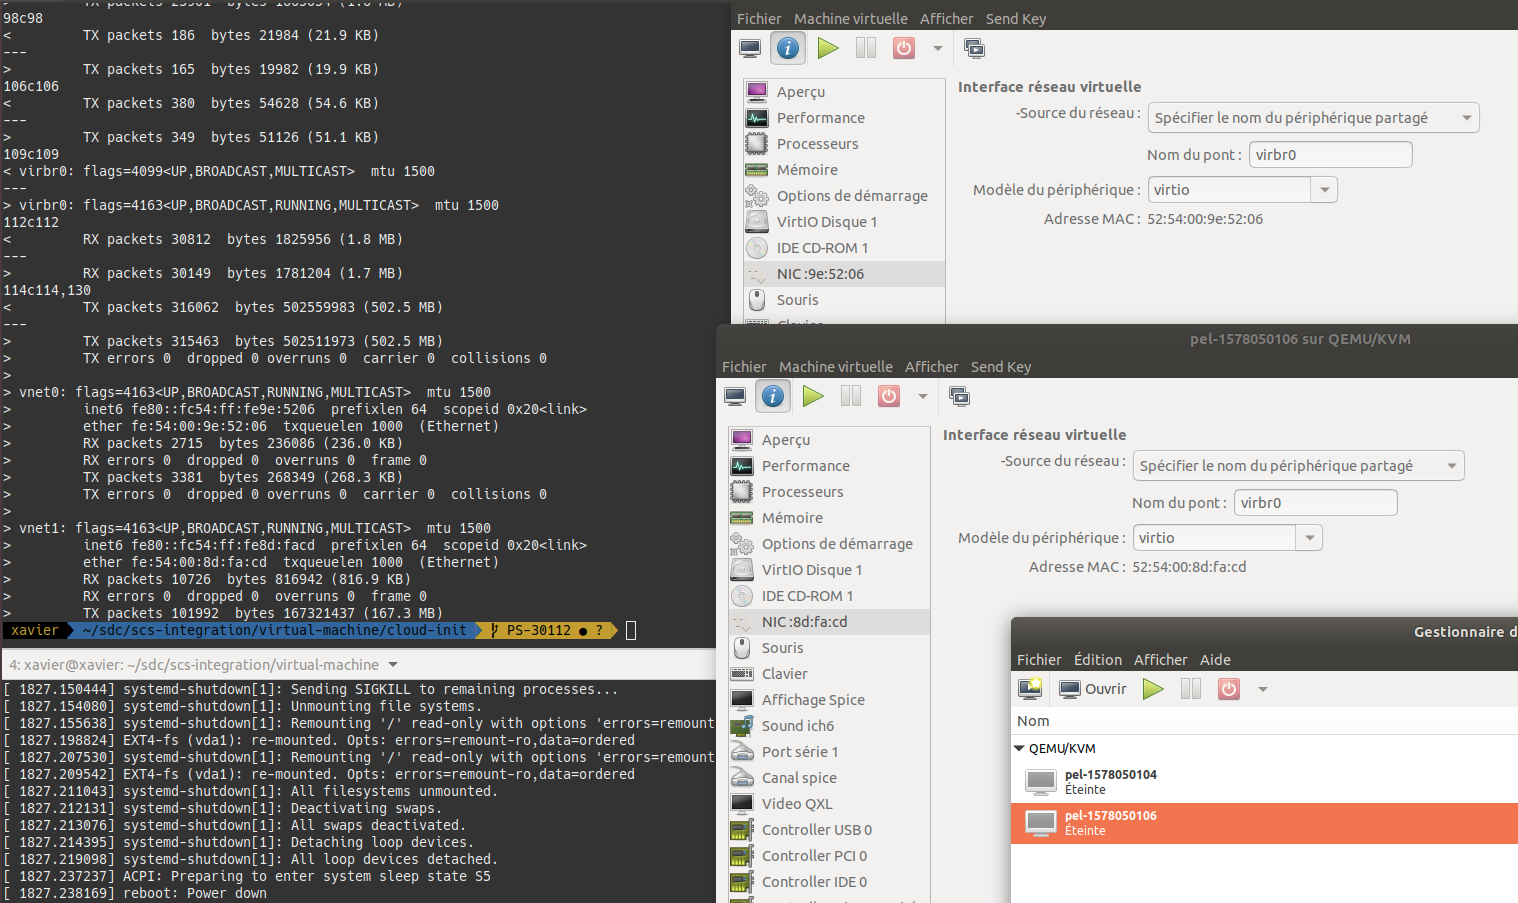 TX packets 23901  bytes 1663634 (1.6 MB)
98c98
<         TX packets 186  bytes 21984 (21.9 KB)
---
>         TX packets 165  bytes 19982 (19.9 KB)
106c106
<         TX packets 380  bytes 54628 (54.6 KB)
---
>         TX packets 349  bytes 51126 (51.1 KB)
109c109
< virbr0: flags=4099<UP,BROADCAST,MULTICAST>  mtu 1500
---
> virbr0: flags=4163<UP,BROADCAST,RUNNING,MULTICAST>  mtu 1500
112c112
<         RX packets 30812  bytes 1825956 (1.8 MB)
---
>         RX packets 30149  bytes 1781204 (1.7 MB)
114c114,130
<         TX packets 316062  bytes 502559983 (502.5 MB)
---
>         TX packets 315463  bytes 502511973 (502.5 MB)
>         TX errors 0  dropped 0 overruns 0  carrier 0  collisions 0
>
> vnet0: flags=4163<UP,BROADCAST,RUNNING,MULTICAST>  mtu 1500
>         inet6 fe80::fc54:ff:fe9e:5206  prefixlen 64  scopeid 0x20<link>
>         ether fe:54:00:9e:52:06  txqueuelen 1000  (Ethernet)
>         RX packets 2715  bytes 236086 (236.0 KB)
>         RX errors 0  dropped 0  overruns 0  frame 0
>         TX packets 3381  bytes 268349 (268.3 KB)
>         TX errors 0  dropped 0 overruns 0  carrier 0  collisions 0
>
> vnet1: flags=4163<UP,BROADCAST,RUNNING,MULTICAST>  mtu 1500
>         inet6 fe80::fc54:ff:fe8d:facd  prefixlen 64  scopeid 0x20<link>
>         ether fe:54:00:8d:fa:cd  txqueuelen 1000  (Ethernet)
>         RX packets 10726  bytes 816942 (816.9 KB)
>         RX errors 0  dropped 0  overruns 0  frame 0
>         TX packets 101992  bytes 167321437 (167.3 MB)
xavier ~/sdc/scs-integration/virtual-machine/cloud-init PS-30112 ● ?
4: xavier@xavier: ~/sdc/scs-integration/virtual-machine
[ 1827.150444] systemd-shutdown[1]: Sending SIGKILL to remaining processes...
[ 1827.154080] systemd-shutdown[1]: Unmounting file systems.
[ 1827.155638] systemd-shutdown[1]: Remounting '/' read-only with options 'errors=remount
[ 1827.198824] EXT4-fs (vda1): re-mounted. Opts: errors=remount-ro,data=ordered
[ 1827.207530] systemd-shutdown[1]: Remounting '/' read-only with options 'errors=remount
[ 1827.209542] EXT4-fs (vda1): re-mounted. Opts: errors=remount-ro,data=ordered
[ 1827.211043] systemd-shutdown[1]: All filesystems unmounted.
[ 1827.212131] systemd-shutdown[1]: Deactivating swaps.
[ 1827.213076] systemd-shutdown[1]: All swaps deactivated.
[ 1827.214395] systemd-shutdown[1]: Detaching loop devices.
[ 1827.219098] systemd-shutdown[1]: All loop devices detached.
[ 1827.237237] ACPI: Preparing to enter system sleep state S5
[ 1827.238169] reboot: Power down
Fichier Machine virtuelle Afficher Send Key
Aperçu
Performance
Processeurs
Mémoire
Options de démarrage
VirtIO Disque 1
IDE CD-ROM 1
NIC :9e:52:06
Souris
Clavier
Interface réseau virtuelle
-Source du réseau : Spécifier le nom du périphérique partagé
Nom du pont : virbr0
Modèle du périphérique : virtio
Adresse MAC : 52:54:00:9e:52:06
pel-1578050106 sur QEMU/KVM
Fichier Machine virtuelle Afficher Send Key
Aperçu
Performance
Processeurs
Mémoire
Options de démarrage
VirtIO Disque 1
IDE CD-ROM 1
NIC :8d:fa:cd
Souris
Clavier
Affichage Spice
Sound ich6
Port série 1
Canal spice
Video QXL
Controller USB 0
Controller PCI 0
Controller IDE 0
Interface réseau virtuelle
-Source du réseau : Spécifier le nom du périphérique partagé
Nom du pont : virbr0
Modèle du périphérique : virtio
Adresse MAC : 52:54:00:8d:fa:cd
Gestionnaire d
Fichier Édition Afficher Aide
Ouvrir
Nom
QEMU/KVM
pel-1578050104
Éteinte
pel-1578050106
Éteinte